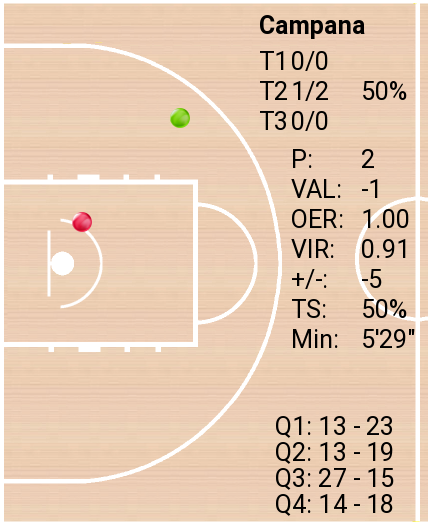 Campana
T1 0/0
T2 1/2 50%
T3 0/0
P: 2
VAL: -1
OER: 1.00
VIR: 0.91
+/-: -5
TS: 50%
Min: 5'29"
Q1: 13 - 23
Q2: 13 - 19
Q3: 27 - 15
Q4: 14 - 18